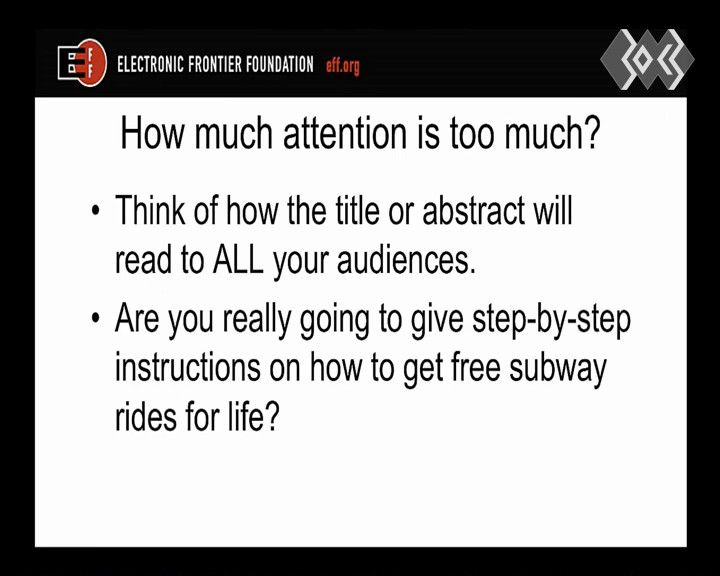 ELECTRONIC FRONTIER FOUNDATION eff.org
How much attention is too much?
• Think of how the title or abstract will
read to ALL your audiences.
• Are you really going to give step-by-step
instructions on how to get free subway
rides for life?